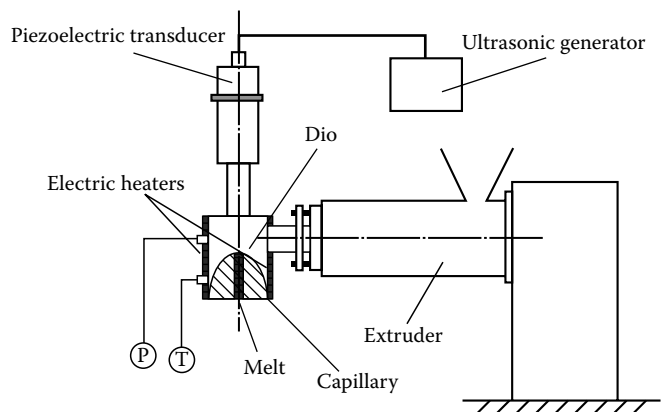 Piezoelectric transducer
Ultrasonic generator
Dio
Electric heaters
P
T
Melt
Capillary
Extruder